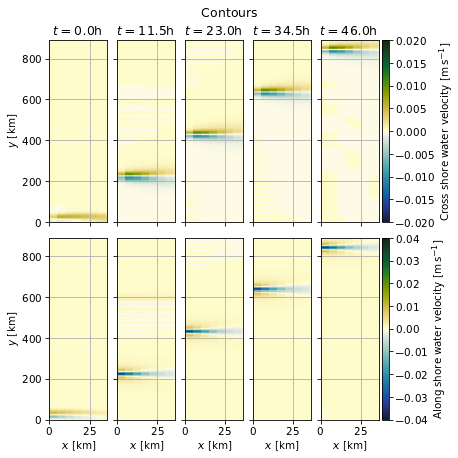 Contours
t = 0.0h
t = 11.5h
t = 23.0h
t = 34.5h
t = 46.0h
800
600
400
200
0
y [km]
0.020
0.015
0.010
0.005
0.000
−0.005
−0.010
−0.015
−0.020
Cross shore water velocity [m s⁻¹]
800
600
400
200
0
y [km]
0.04
0.03
0.02
0.01
0.00
−0.01
−0.02
−0.03
−0.04
Along shore water velocity [m s⁻¹]
0 25
0 25
0 25
0 25
0 25
x [km]
x [km]
x [km]
x [km]
x [km]